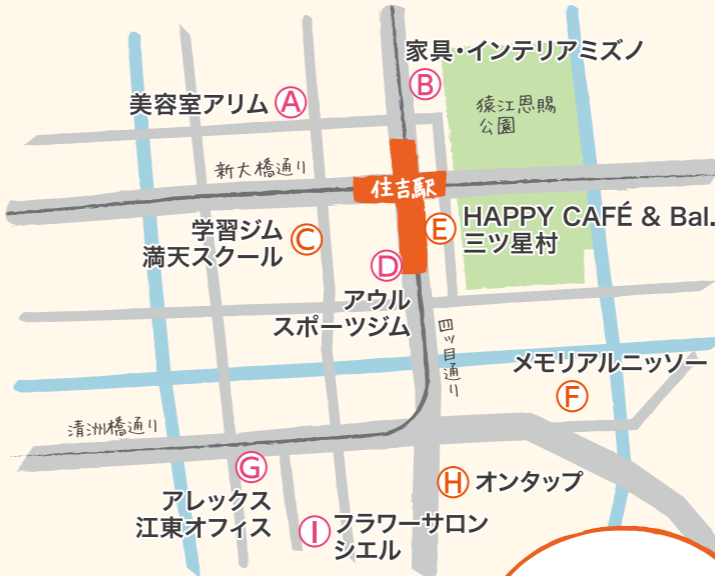 家具・インテリアミズノ
B
美容室アリム A
猿江恩賜
公園
新大橋通り
住吉駅
学習ジム
満天スクール
C
E
HAPPY CAFÉ & Bal.
三ツ星村
D
アウル
スポーツジム
四ツ目通り
メモリアルニッソー
F
清洲橋通り
G
アレックス
江東オフィス
H オンタップ
I
フラワーサロン
シエル